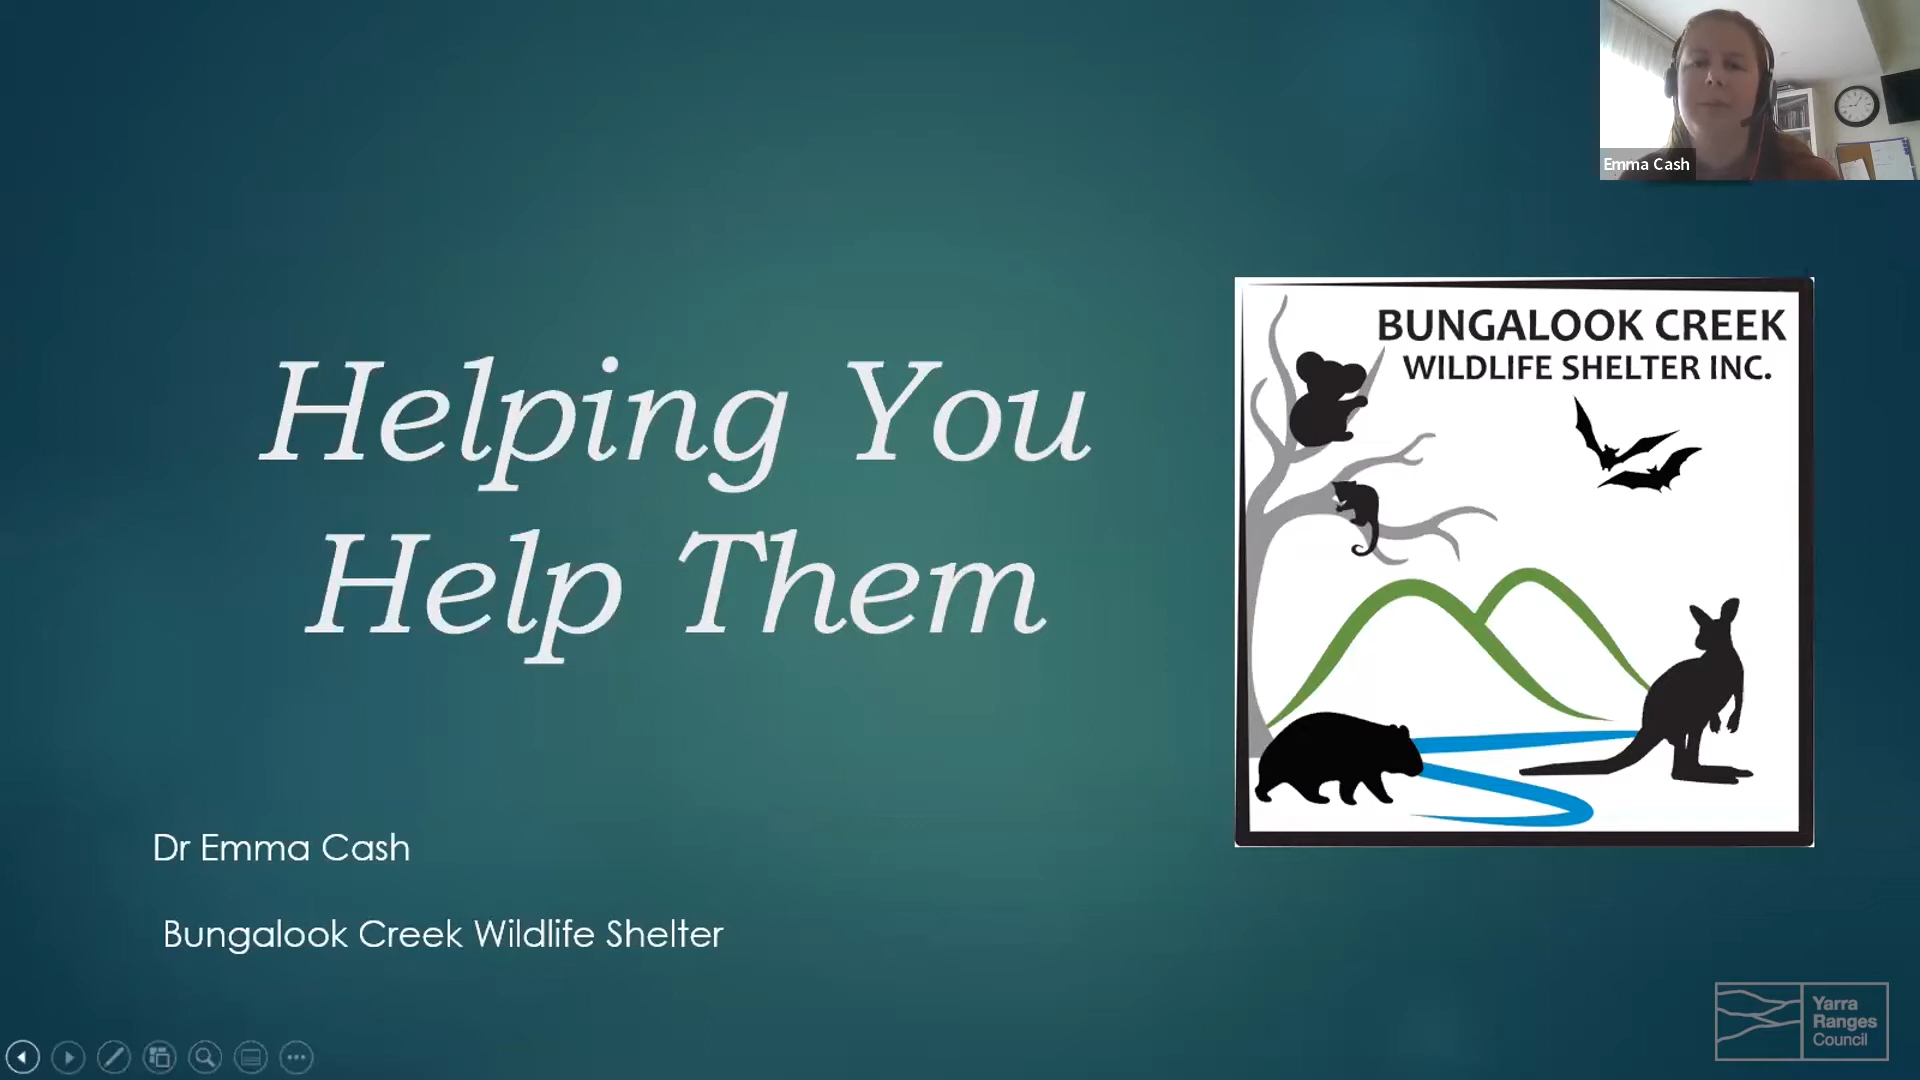 Emma Cash
Helping You
Help Them
BUNGALOOK CREEK
WILDLIFE SHELTER INC.
Dr Emma Cash
Bungalook Creek Wildlife Shelter
Yarra
Ranges
Council